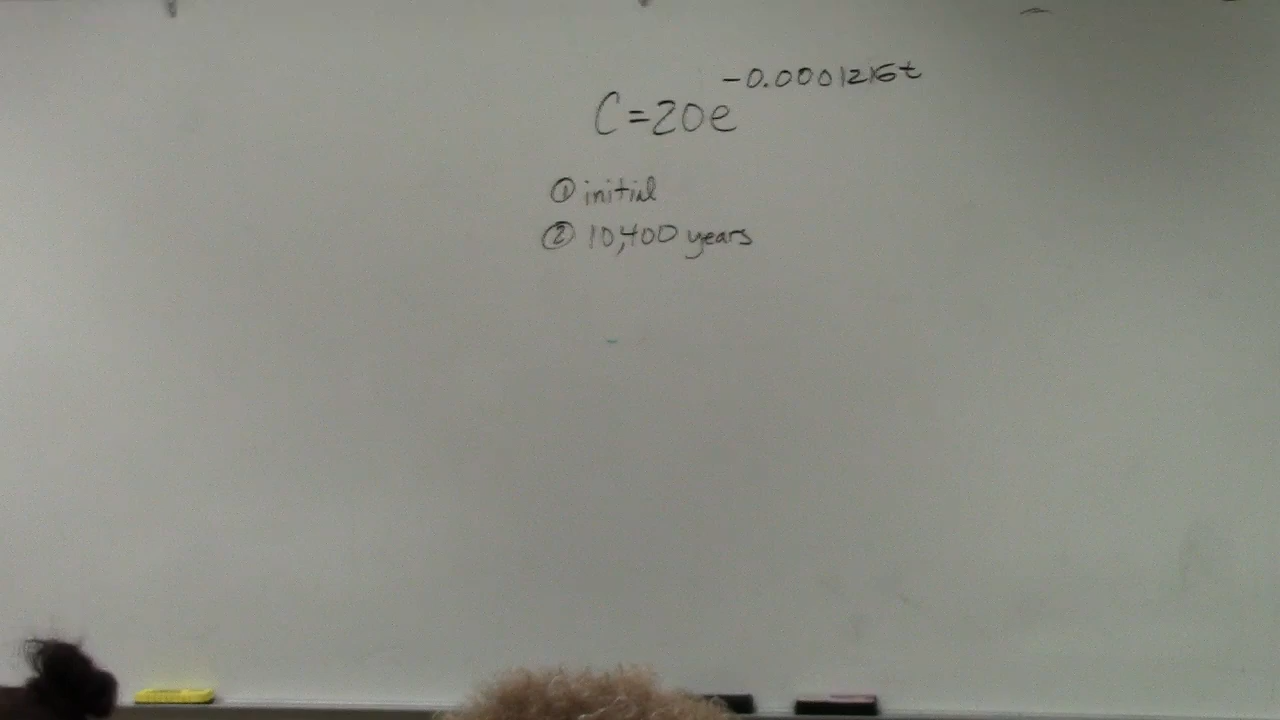 C=20e^-0.0001216t
① initial
② 10,400 years